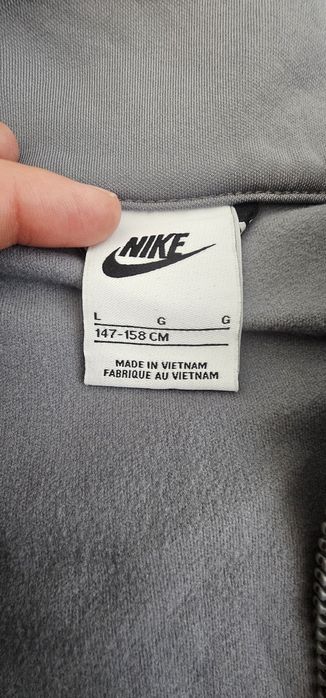 NIKE
L G G
147-158 CM
MADE IN VIETNAM
FABRIQUE AU VIETNAM